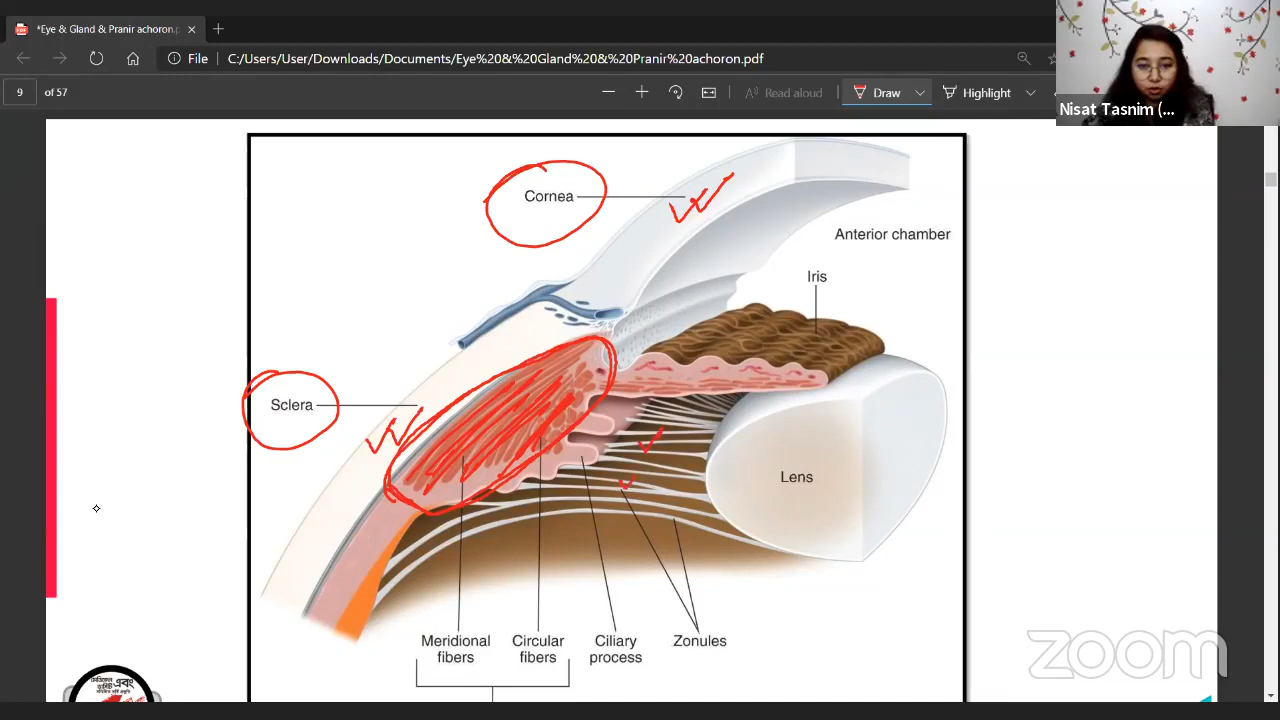 *Eye & Gland & Pranir achoron.p
File
C:/Users/User/Downloads/Documents/Eye%20&%20Gland%20&%20Pranir%20achoron.pdf
9 of 57
Read aloud
Draw
Highlight
Nisat Tasnim (...
Cornea
Anterior chamber
Iris
Sclera
Lens
Meridional fibers
Circular fibers
Ciliary process
Zonules
zoom